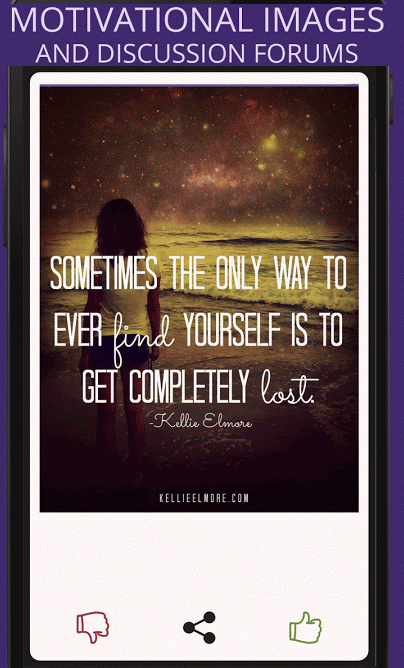 MOTIVATIONAL IMAGES
AND DISCUSSION FORUMS
SOMETIMES THE ONLY WAY TO
EVER find YOURSELF IS TO
GET COMPLETELY lost.
-Kellie Elmore
KELLIEELMORE.COM